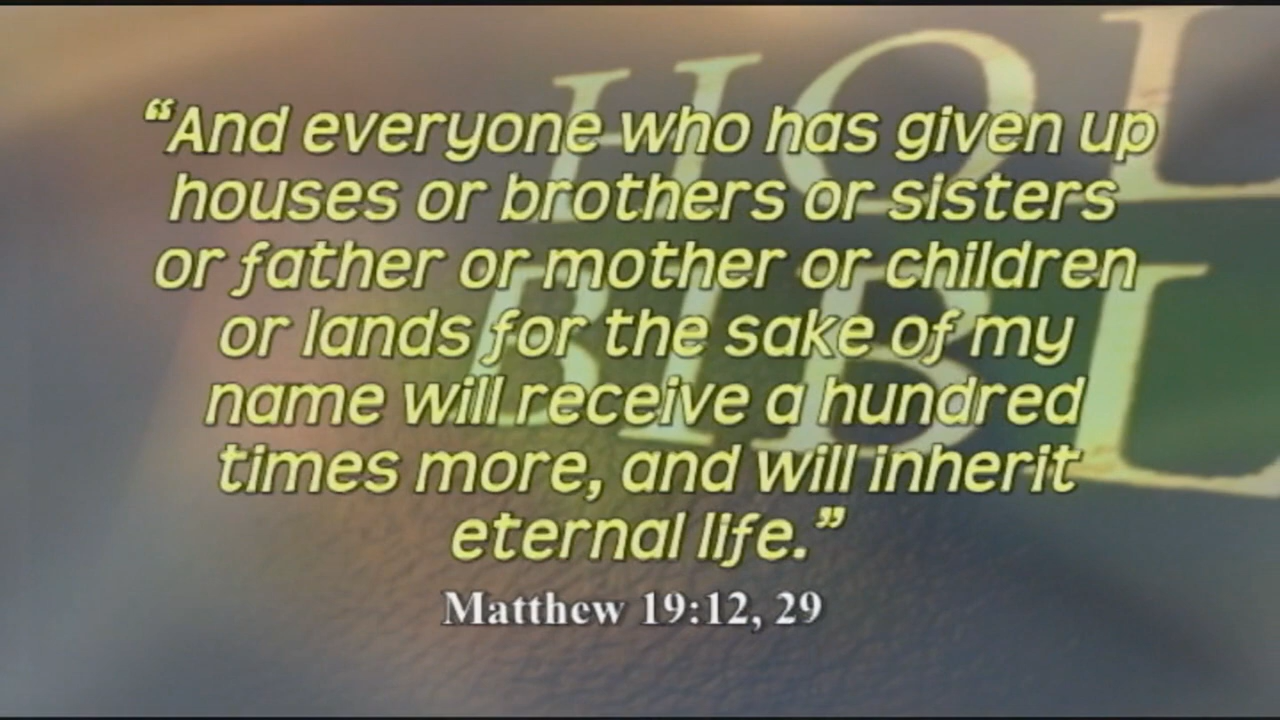 HOL
BIBL
“And everyone who has given up
houses or brothers or sisters
or father or mother or children
or lands for the sake of my
name will receive a hundred
times more, and will inherit
eternal life.”
Matthew 19:12, 29